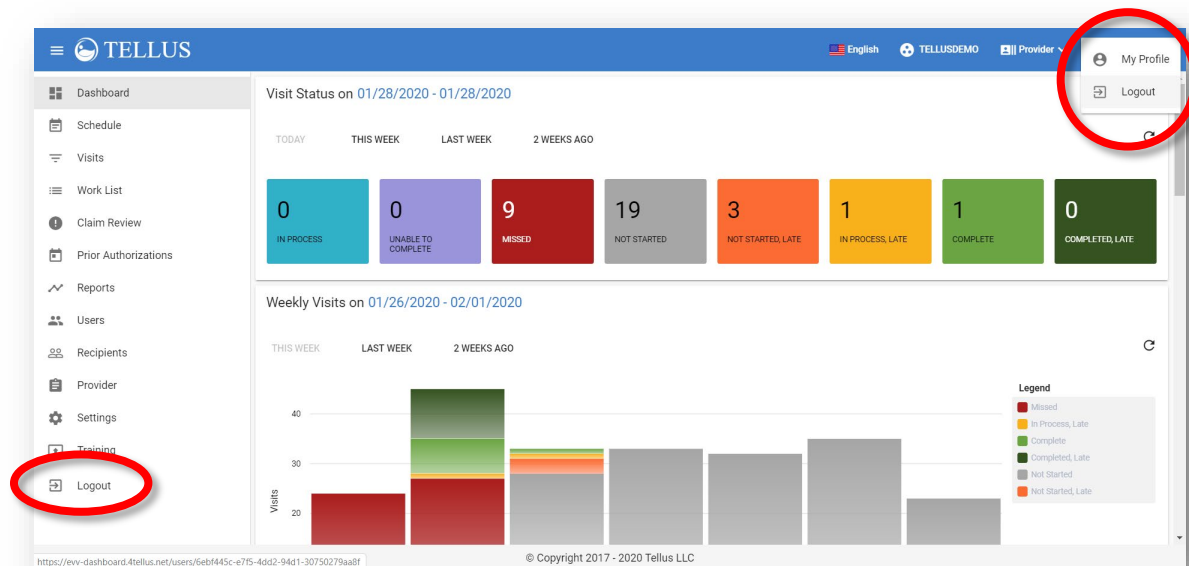 TELLUS
English
TELLUSDEMO
Provider
My Profile
Logout
Dashboard
Schedule
Visits
Work List
Claim Review
Prior Authorizations
Reports
Users
Recipients
Provider
Settings
Training
Logout
Visit Status on 01/28/2020 - 01/28/2020
TODAY THIS WEEK LAST WEEK 2 WEEKS AGO
0
IN PROCESS
0
UNABLE TO
COMPLETE
9
MISSED
19
NOT STARTED
3
NOT STARTED, LATE
1
IN PROCESS, LATE
1
COMPLETE
0
COMPLETED, LATE
Weekly Visits on 01/26/2020 - 02/01/2020
THIS WEEK LAST WEEK 2 WEEKS AGO
40
30
20
Visits
Legend
Missed
In Process, Late
Complete
Completed, Late
Not Started
Not Started, Late
© Copyright 2017 - 2020 Tellus LLC
https://evv-dashboard.4tellus.net/users/6ebf445c-e7f5-4dd2-94d1-30750279aa8f